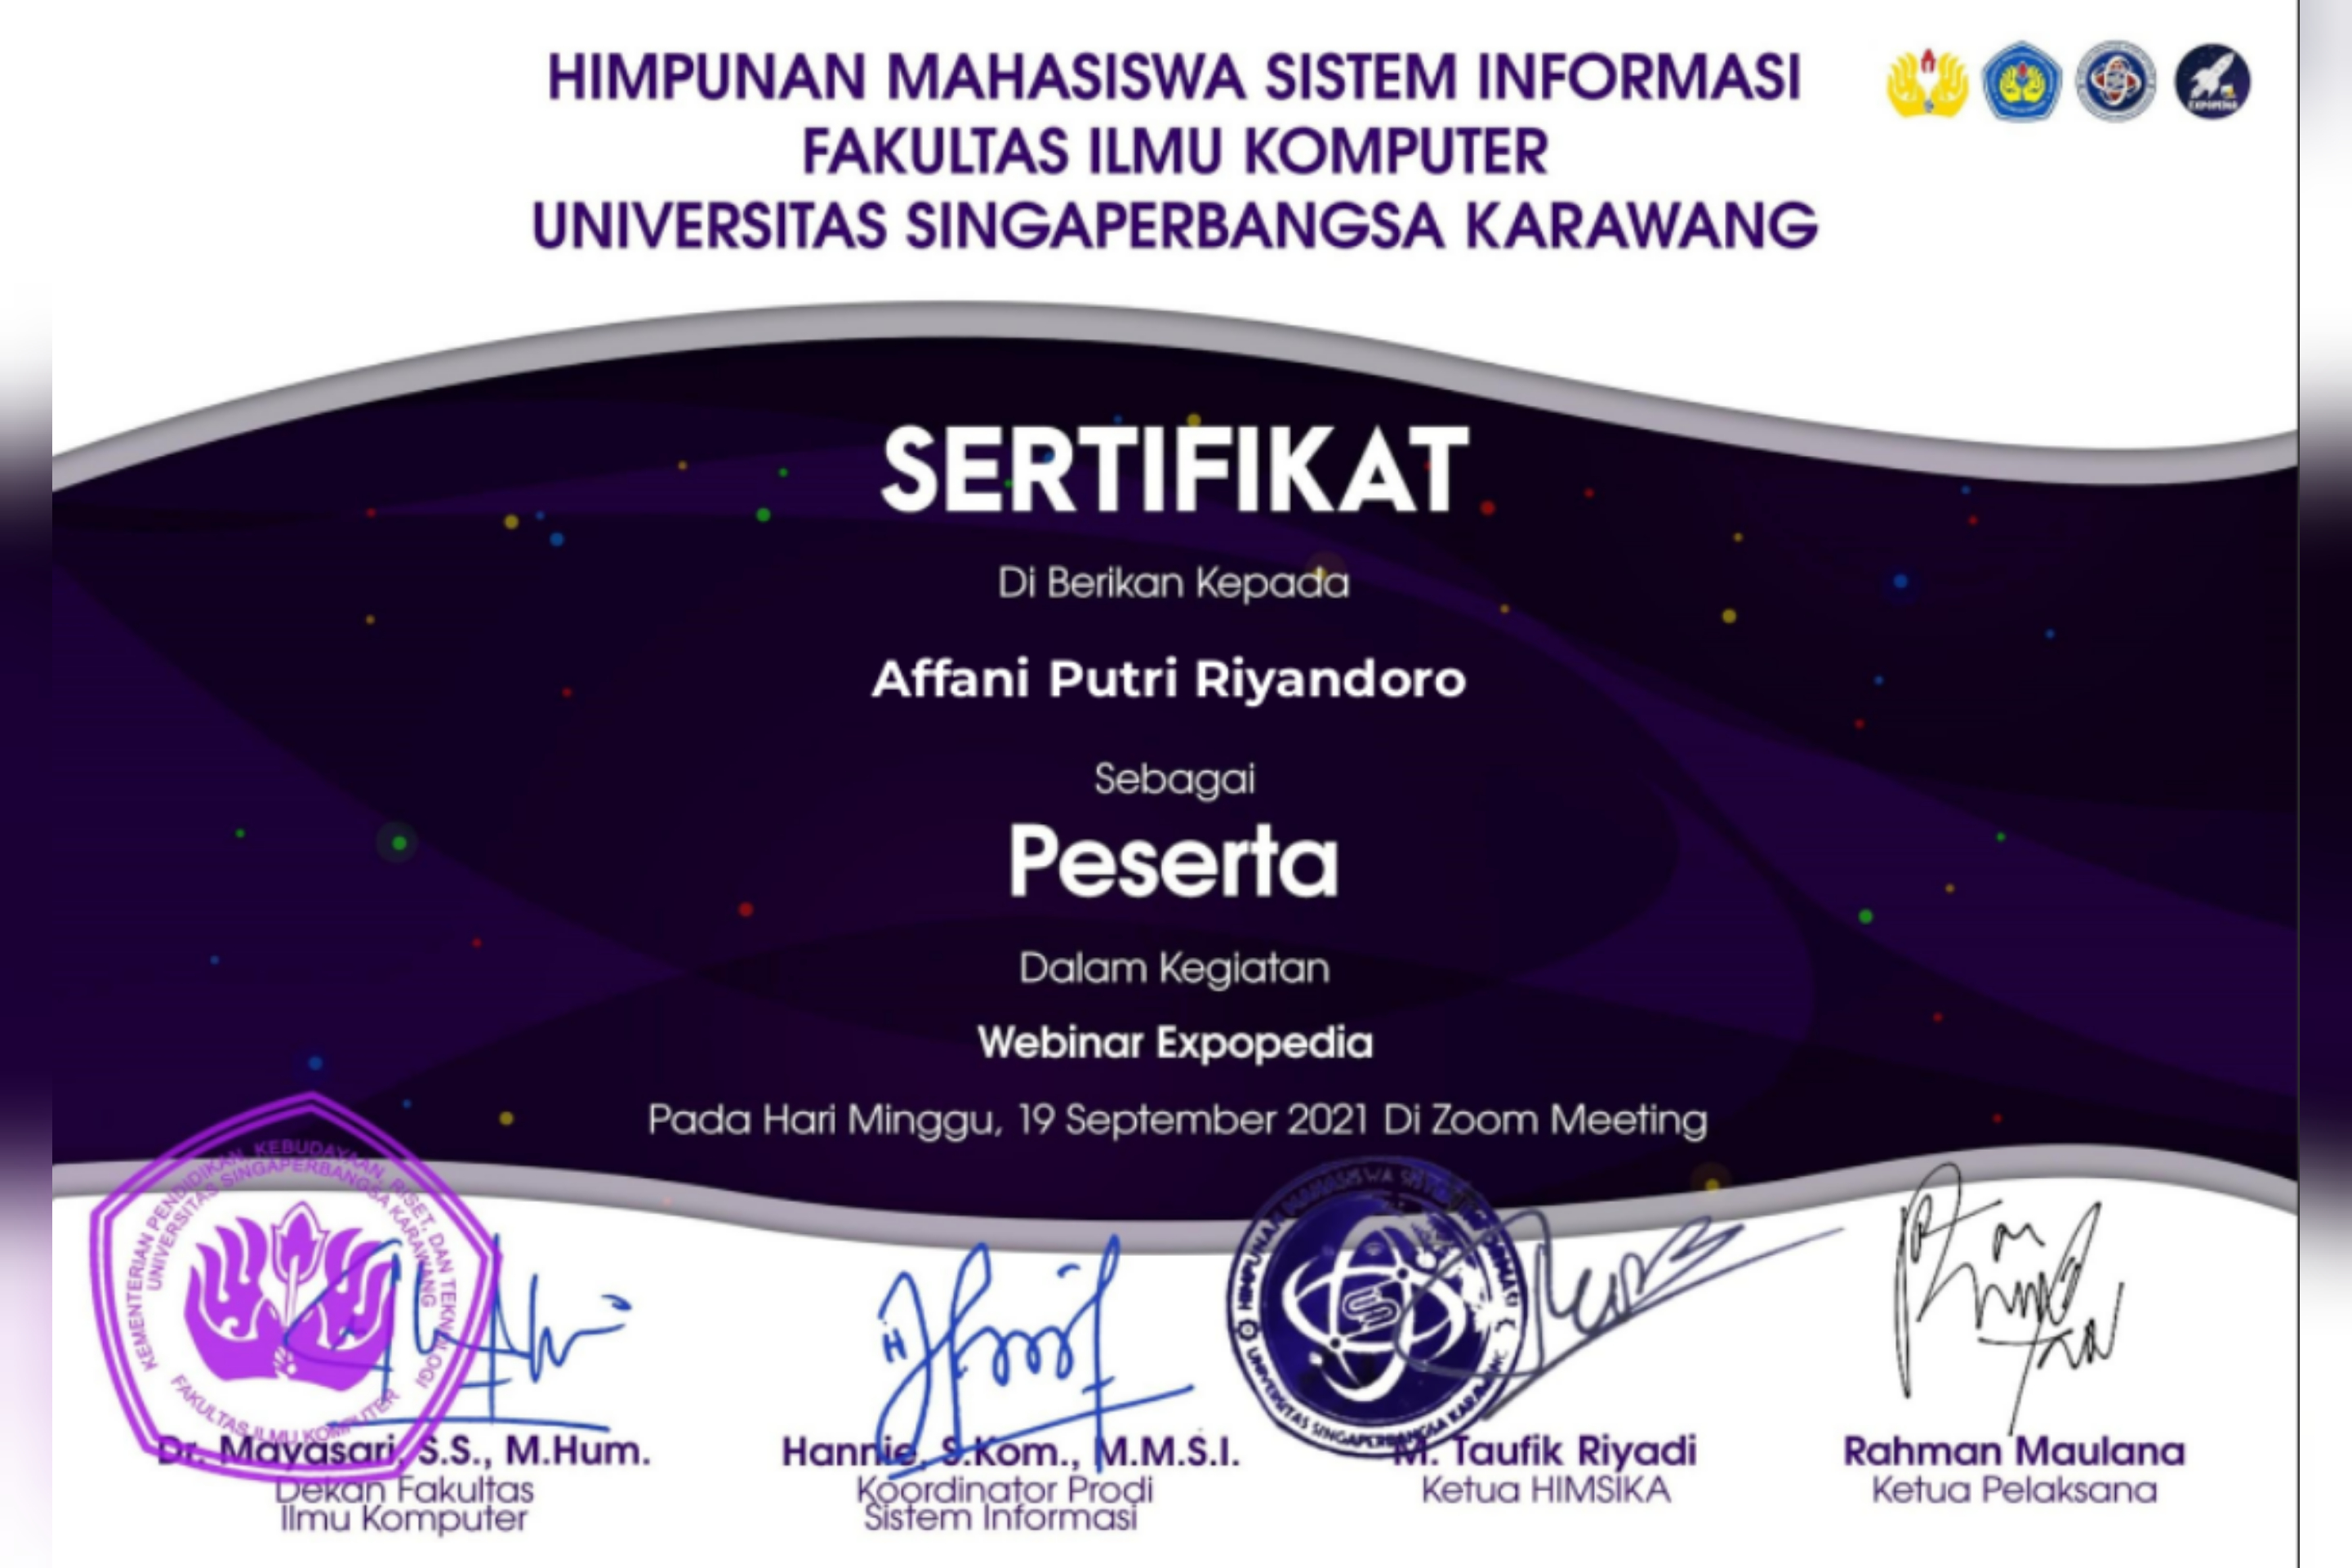 HIMPUNAN MAHASISWA SISTEM INFORMASI
FAKULTAS ILMU KOMPUTER
UNIVERSITAS SINGAPERBANGSA KARAWANG
EXPOPEDIA
SERTIFIKAT
Di Berikan Kepada
Affani Putri Riyandoro
Sebagai
Peserta
Dalam Kegiatan
Webinar Expopedia
Pada Hari Minggu, 19 September 2021 Di Zoom Meeting
KEMENTERIAN PENDIDIKAN, KEBUDAYAAN, RISET, DAN TEKNOLOGI
UNIVERSITAS SINGAPERBANGSA KARAWANG
FAKULTAS ILMU KOMPUTER
HIMPUNAN MAHASISWA SISTEM INFORMASI
UNIVERSITAS SINGAPERBANGSA KARAWANG
Dr. Mayasari, S.S., M.Hum.
Dekan Fakultas
Ilmu Komputer
Hannie, S.Kom., M.M.S.I.
Koordinator Prodi
Sistem Informasi
M. Taufik Riyadi
Ketua HIMSIKA
Rahman Maulana
Ketua Pelaksana